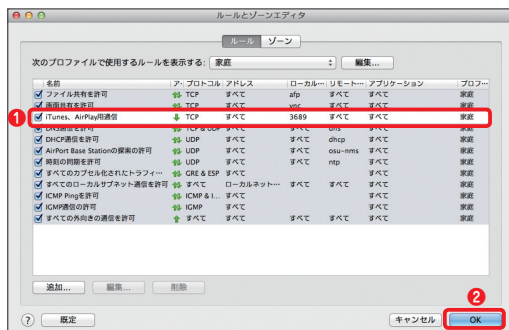 ルールとゾーンエディタ
ルール ゾーン
次のプロファイルで使用するルールを表示する: 家庭 編集...
名前 ア· プロトコル アドレス ローカル··· リモート··· アプリケーション プロフ···
ファイル共有を許可 TCP すべて afp すべて 家庭
画面共有を許可 TCP すべて vnc すべて 家庭
1 iTunes、AirPlay用通信 TCP すべて 3689 すべて 家庭
DNS通信を許可 TCP & UDP すべて すべて dns すべて 家庭
DHCP通信を許可 UDP すべて すべて dhcp すべて 家庭
AirPort Base Stationの探索の許可 UDP すべて すべて osu-nms すべて 家庭
時刻の同期を許可 UDP すべて すべて ntp すべて 家庭
すべてのカプセル化されたトラフィ··· GRE & ESP すべて すべて 家庭
すべてのローカルサブネット通信を許可 すべて ローカルネット··· すべて すべて すべて 家庭
ICMP Pingを許可 ICMP & I... すべて すべて 家庭
IGMP通信の許可 IGMP すべて すべて 家庭
すべての外向きの通信を許可 すべて すべて すべて すべて すべて 家庭
追加... 編集... 削除
2
? 既定 キャンセル OK